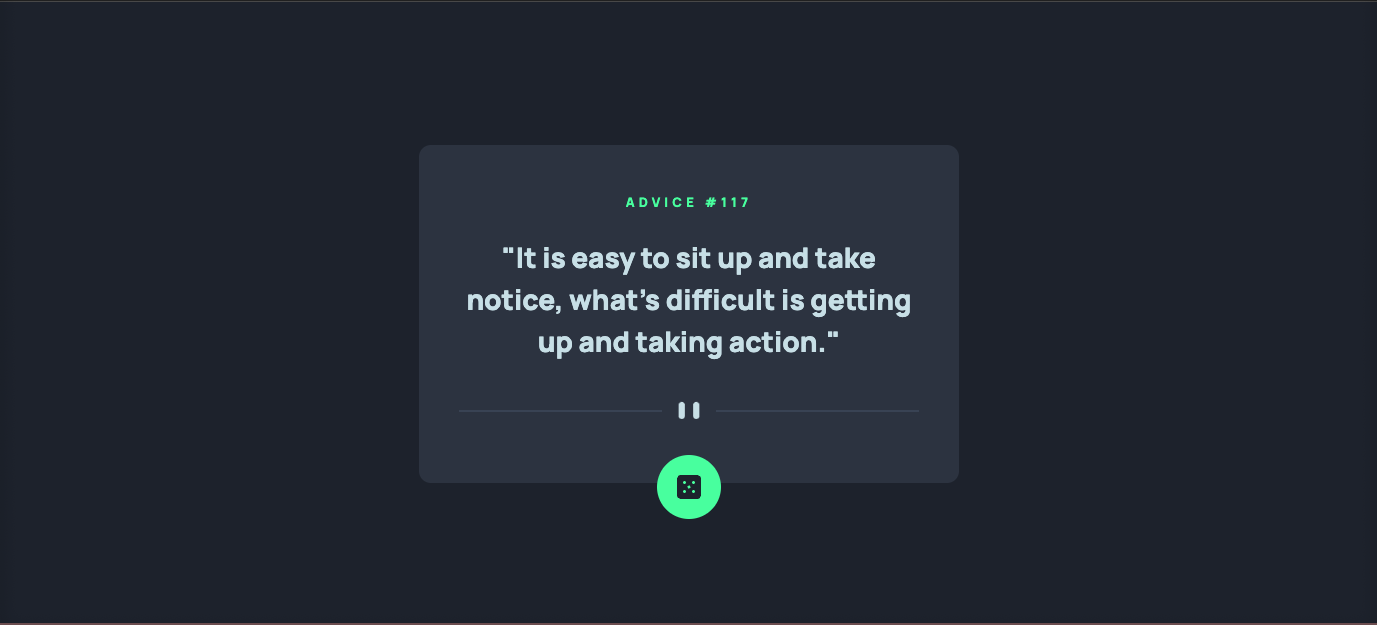 ADVICE #117
"It is easy to sit up and take
notice, what's difficult is getting
up and taking action."